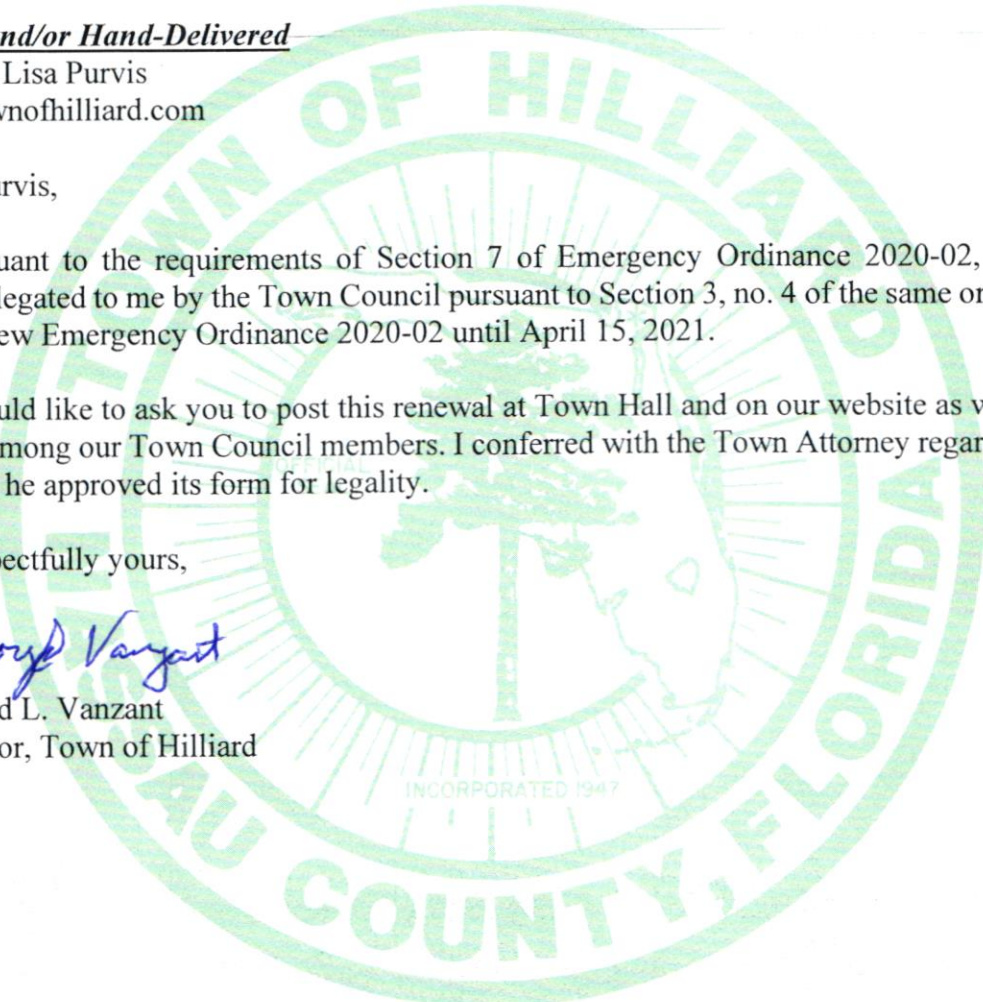 nd/or Hand-Delivered
Lisa Purvis
wnofhilliard.com
urvis,
uant to the requirements of Section 7 of Emergency Ordinance 2020-02,
legated to me by the Town Council pursuant to Section 3, no. 4 of the same or
ew Emergency Ordinance 2020-02 until April 15, 2021.
uld like to ask you to post this renewal at Town Hall and on our website as w
mong our Town Council members. I conferred with the Town Attorney regar
he approved its form for legality.
pectfully yours,
Vanzant
d L. Vanzant
or, Town of Hilliard
TOWN OF HILLIARD
OFFICIAL
INCORPORATED 1947
SSAU COUNTY, FLORIDA